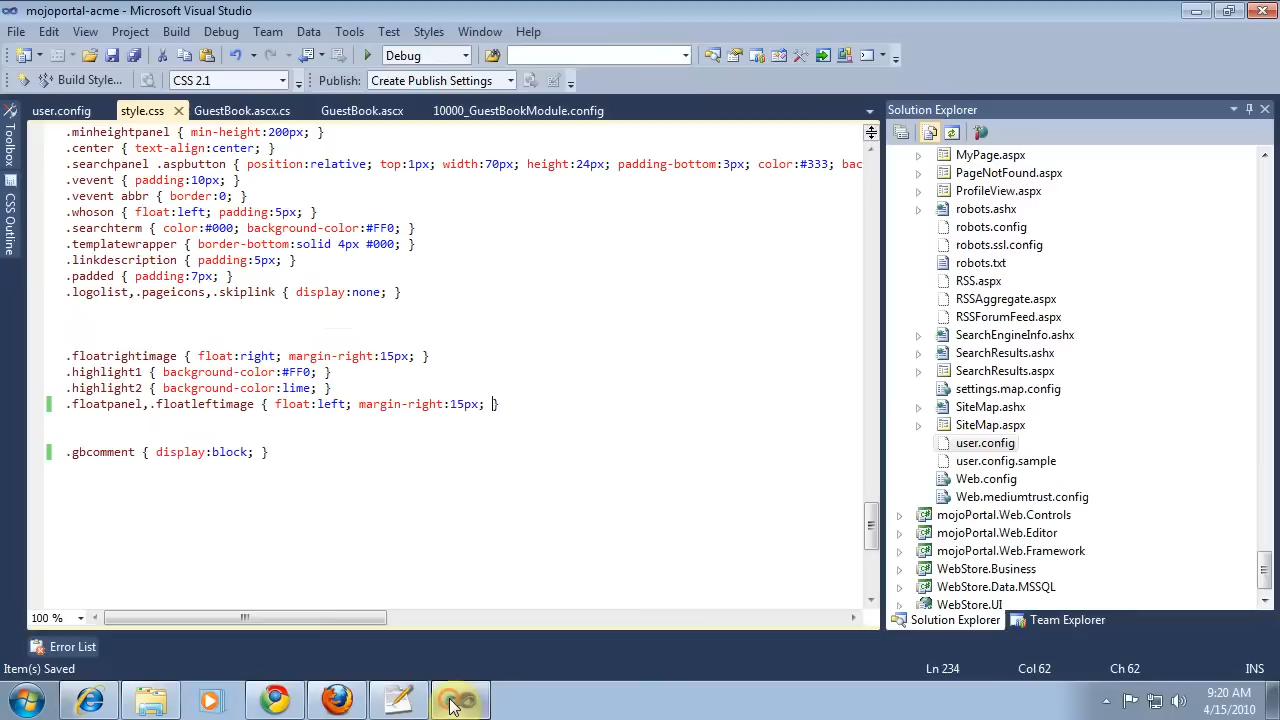 mojoportal-acme - Microsoft Visual Studio
File Edit View Project Build Debug Team Data Tools Test Styles Window Help
Debug
Build Style... CSS 2.1 Publish: Create Publish Settings
user.config style.css GuestBook.ascx.cs GuestBook.ascx 10000_GuestBookModule.config
Toolbox
CSS Outline
.minheightpanel { min-height:200px; }
.center { text-align:center; }
.searchpanel .aspbutton { position:relative; top:1px; width:70px; height:24px; padding-bottom:3px; color:#333; bac
.vevent { padding:10px; }
.vevent abbr { border:0; }
.whoson { float:left; padding:5px; }
.searchterm { color:#000; background-color:#FF0; }
.templatewrapper { border-bottom:solid 4px #000; }
.linkdescription { padding:5px; }
.padded { padding:7px; }
.logolist,.pageicons,.skiplink { display:none; }
.floatrightimage { float:right; margin-right:15px; }
.highlight1 { background-color:#FF0; }
.highlight2 { background-color:lime; }
.floatpanel,.floatleftimage { float:left; margin-right:15px; }
.gbcomment { display:block; }
100 %
Solution Explorer
MyPage.aspx
PageNotFound.aspx
ProfileView.aspx
robots.ashx
robots.config
robots.ssl.config
robots.txt
RSS.aspx
RSSAggregate.aspx
RSSForumFeed.aspx
SearchEngineInfo.ashx
SearchResults.ashx
SearchResults.aspx
settings.map.config
SiteMap.ashx
SiteMap.aspx
user.config
user.config.sample
Web.config
Web.mediumtrust.config
mojoPortal.Web.Controls
mojoPortal.Web.Editor
mojoPortal.Web.Framework
WebStore.Business
WebStore.Data.MSSQL
WebStore.UI
Solution Explorer Team Explorer
Error List
Item(s) Saved Ln 234 Col 62 Ch 62 INS
9:20 AM
4/15/2010